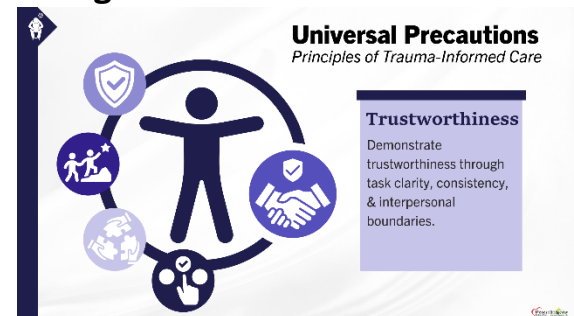 Universal Precautions
Principles of Trauma-Informed Care
Trustworthiness
Demonstrate
trustworthiness through
task clarity, consistency,
& interpersonal
boundaries.